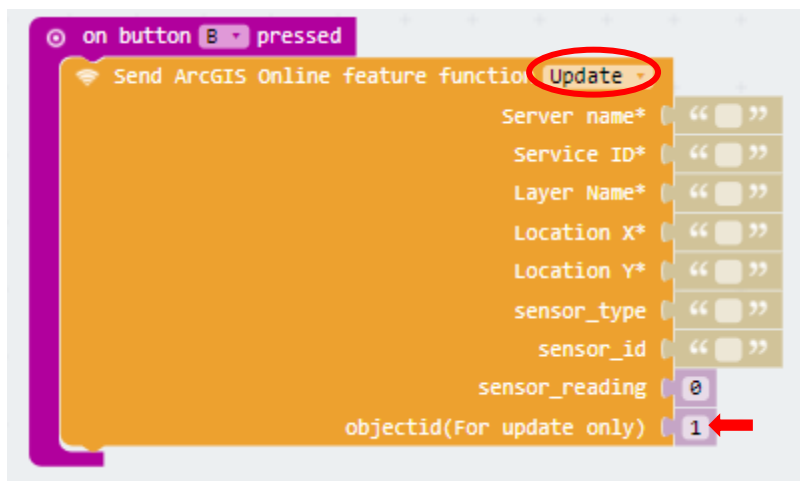 on button B pressed
Send ArcGIS Online feature function Update
Server name* “ ”
Service ID* “ ”
Layer Name* “ ”
Location X* “ ”
Location Y* “ ”
sensor_type “ ”
sensor_id “ ”
sensor_reading 0
objectid(For update only) 1